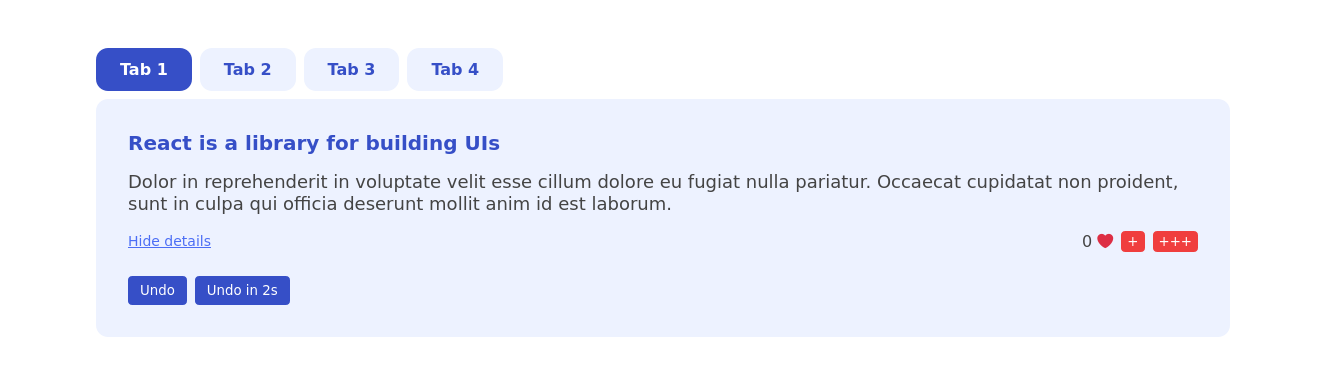 Tab 1 Tab 2 Tab 3 Tab 4
React is a library for building UIs
Dolor in reprehenderit in voluptate velit esse cillum dolore eu fugiat nulla pariatur. Occaecat cupidatat non proident,
sunt in culpa qui officia deserunt mollit anim id est laborum.
Hide details 0 ❤️ + +++
Undo Undo in 2s